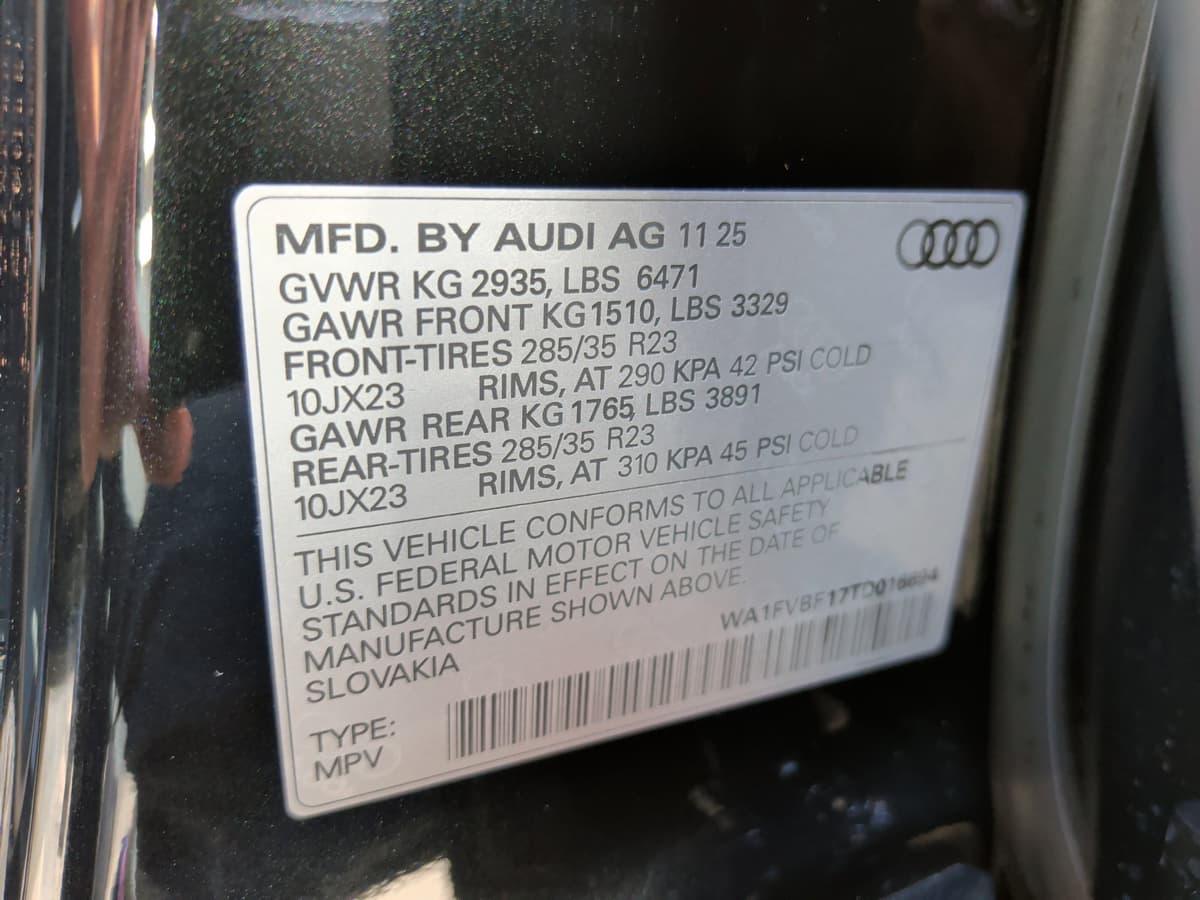 MFD. BY AUDI AG 11 25
GVWR KG 2935, LBS 6471
GAWR FRONT KG1510, LBS 3329
FRONT-TIRES 285/35 R23
10JX23 RIMS, AT 290 KPA 42 PSI COLD
GAWR REAR KG 1765, LBS 3891
REAR-TIRES 285/35 R23
10JX23 RIMS, AT 310 KPA 45 PSI COLD
THIS VEHICLE CONFORMS TO ALL APPLICABLE
U.S. FEDERAL MOTOR VEHICLE SAFETY
STANDARDS IN EFFECT ON THE DATE OF
MANUFACTURE SHOWN ABOVE.
SLOVAKIA
TYPE:
MPV